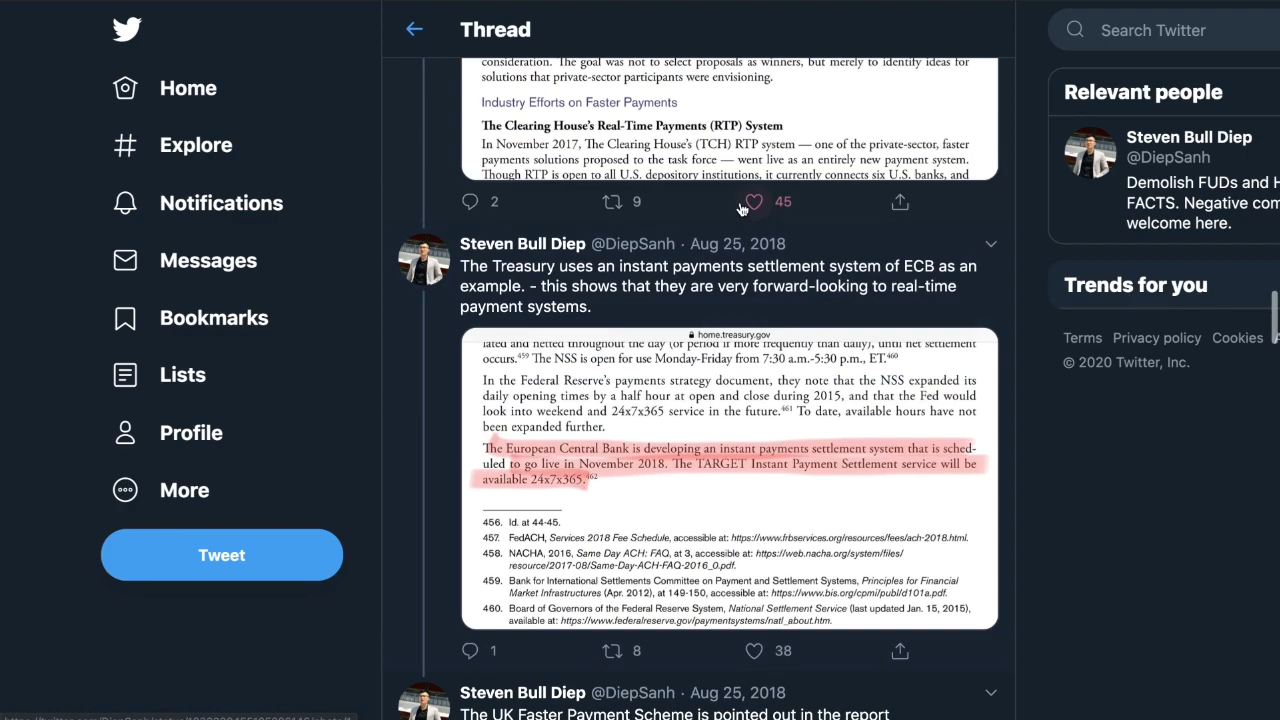 Home
Explore
Notifications
Messages
Bookmarks
Lists
Profile
More
Tweet
Thread
consideration. The goal was not to select proposals as winners, but merely to identify ideas for
solutions that private-sector participants were envisioning.
Industry Efforts on Faster Payments
The Clearing House's Real-Time Payments (RTP) System
In November 2017, The Clearing House's (TCH) RTP system — one of the private-sector, faster
payments solutions proposed to the task force — went live as an entirely new payment system.
Though RTP is open to all U.S. depository institutions, it currently connects six U.S. banks, and
2 9 45
Steven Bull Diep @DiepSanh · Aug 25, 2018
The Treasury uses an instant payments settlement system of ECB as an
example. - this shows that they are very forward-looking to real-time
payment systems.
home.treasury.gov
lated and netted throughout the day (or period if more frequently than daily), until net settlement
occurs.459 The NSS is open for use Monday-Friday from 7:30 a.m.-5:30 p.m., ET.460
In the Federal Reserve's payments strategy document, they note that the NSS expanded its
daily opening times by a half hour at open and close during 2015, and that the Fed would
look into weekend and 24x7x365 service in the future.461 To date, available hours have not
been expanded further.
The European Central Bank is developing an instant payments settlement system that is sched-
uled to go live in November 2018. The TARGET Instant Payment Settlement service will be
available 24x7x365.462
456. Id. at 44-45.
457. FedACH, Services 2018 Fee Schedule, accessible at: https://www.frbservices.org/resources/fees/ach-2018.html.
458. NACHA, 2016, Same Day ACH: FAQ, at 3, accessible at: https://web.nacha.org/system/files/
resource/2017-08/Same-Day-ACH-FAQ-2016_0.pdf.
459. Bank for International Settlements Committee on Payment and Settlement Systems, Principles for Financial
Market Infrastructures (Apr. 2012), at 149-150, accessible at: https://www.bis.org/cpmi/publ/d101a.pdf.
460. Board of Governors of the Federal Reserve System, National Settlement Service (last updated Jan. 15, 2015),
available at: https://www.federalreserve.gov/paymentsystems/natl_about.htm.
1 8 38
Steven Bull Diep @DiepSanh · Aug 25, 2018
The UK Faster Payment Scheme is pointed out in the report
Search Twitter
Relevant people
Steven Bull Diep
@DiepSanh
Demolish FUDs and H
FACTS. Negative com
welcome here.
Trends for you
Terms Privacy policy Cookies
© 2020 Twitter, Inc.